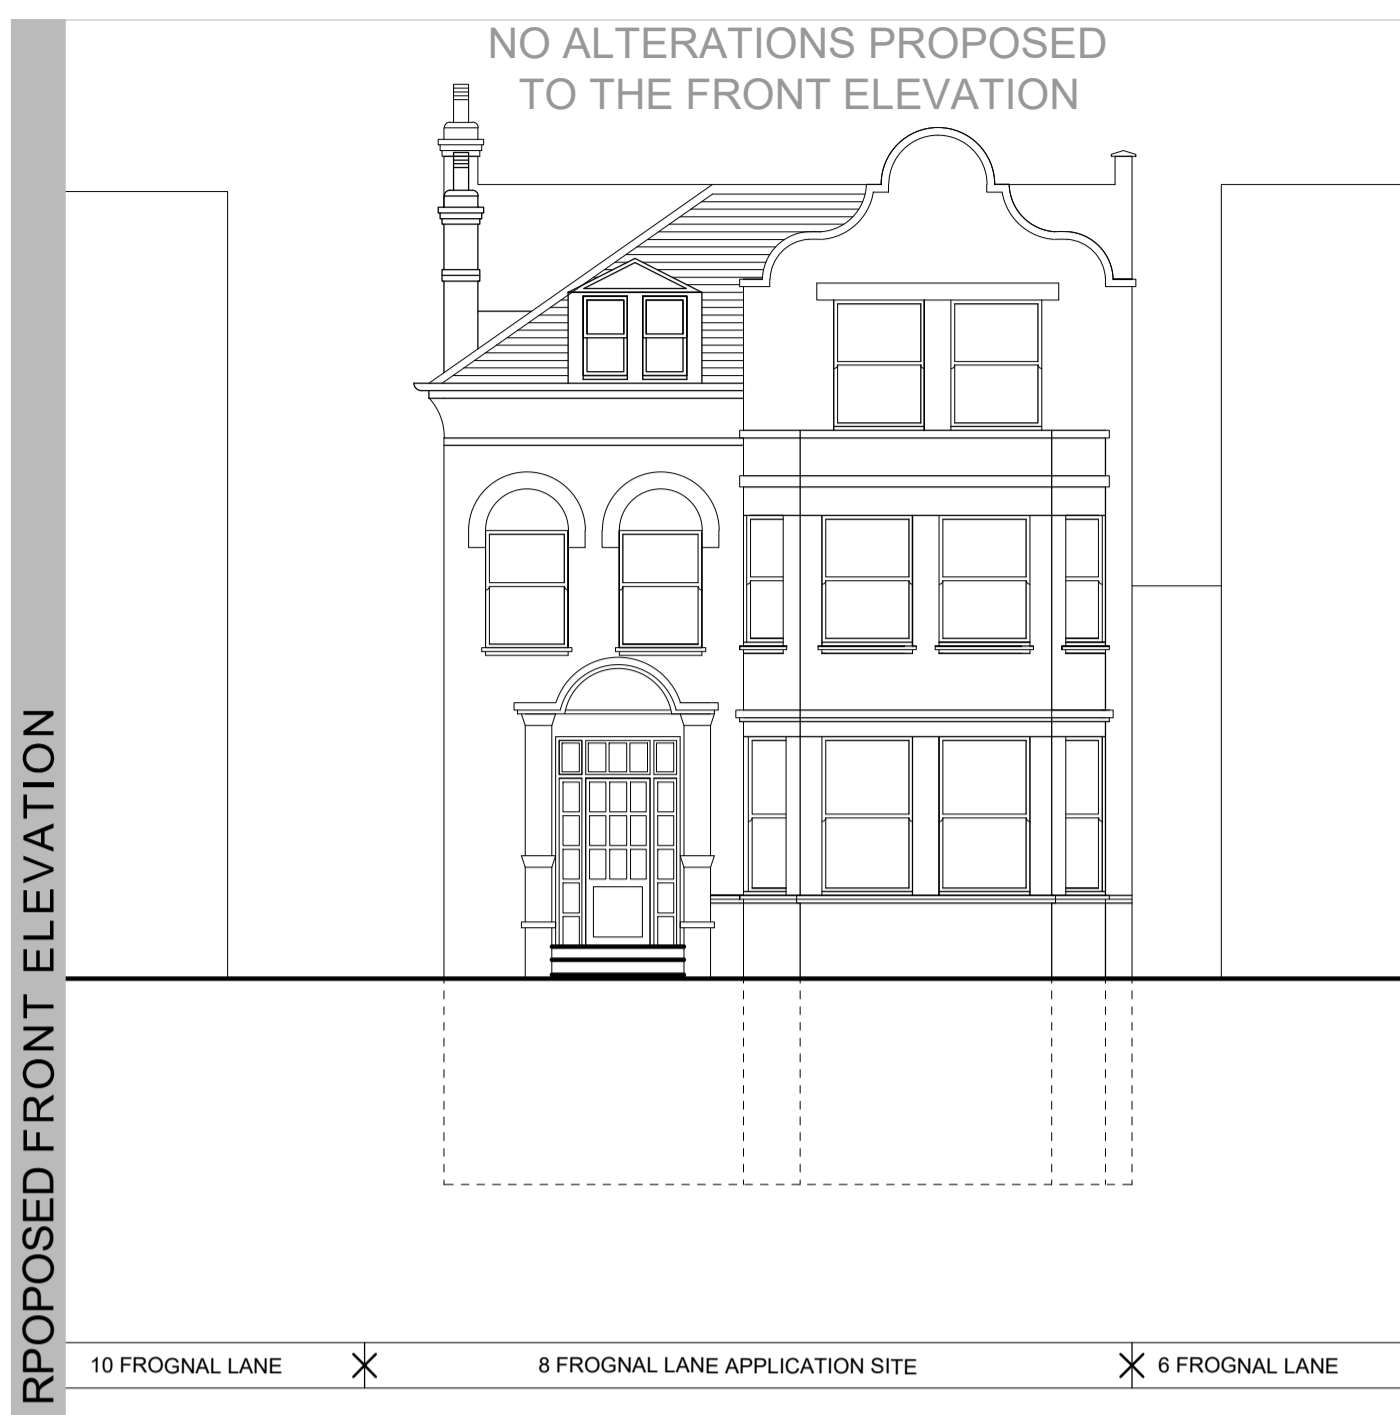 NO ALTERATIONS PROPOSED
TO THE FRONT ELEVATION
RPOPOSED FRONT ELEVATION
10 FROGNAL LANE
8 FROGNAL LANE APPLICATION SITE
6 FROGNAL LANE